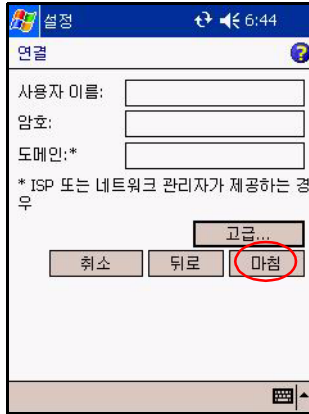 설정 6:44
연결
사용자 이름:
암호:
도메인:*
* ISP 또는 네트워크 관리자가 제공하는 경
우
고급...
취소 뒤로 마침